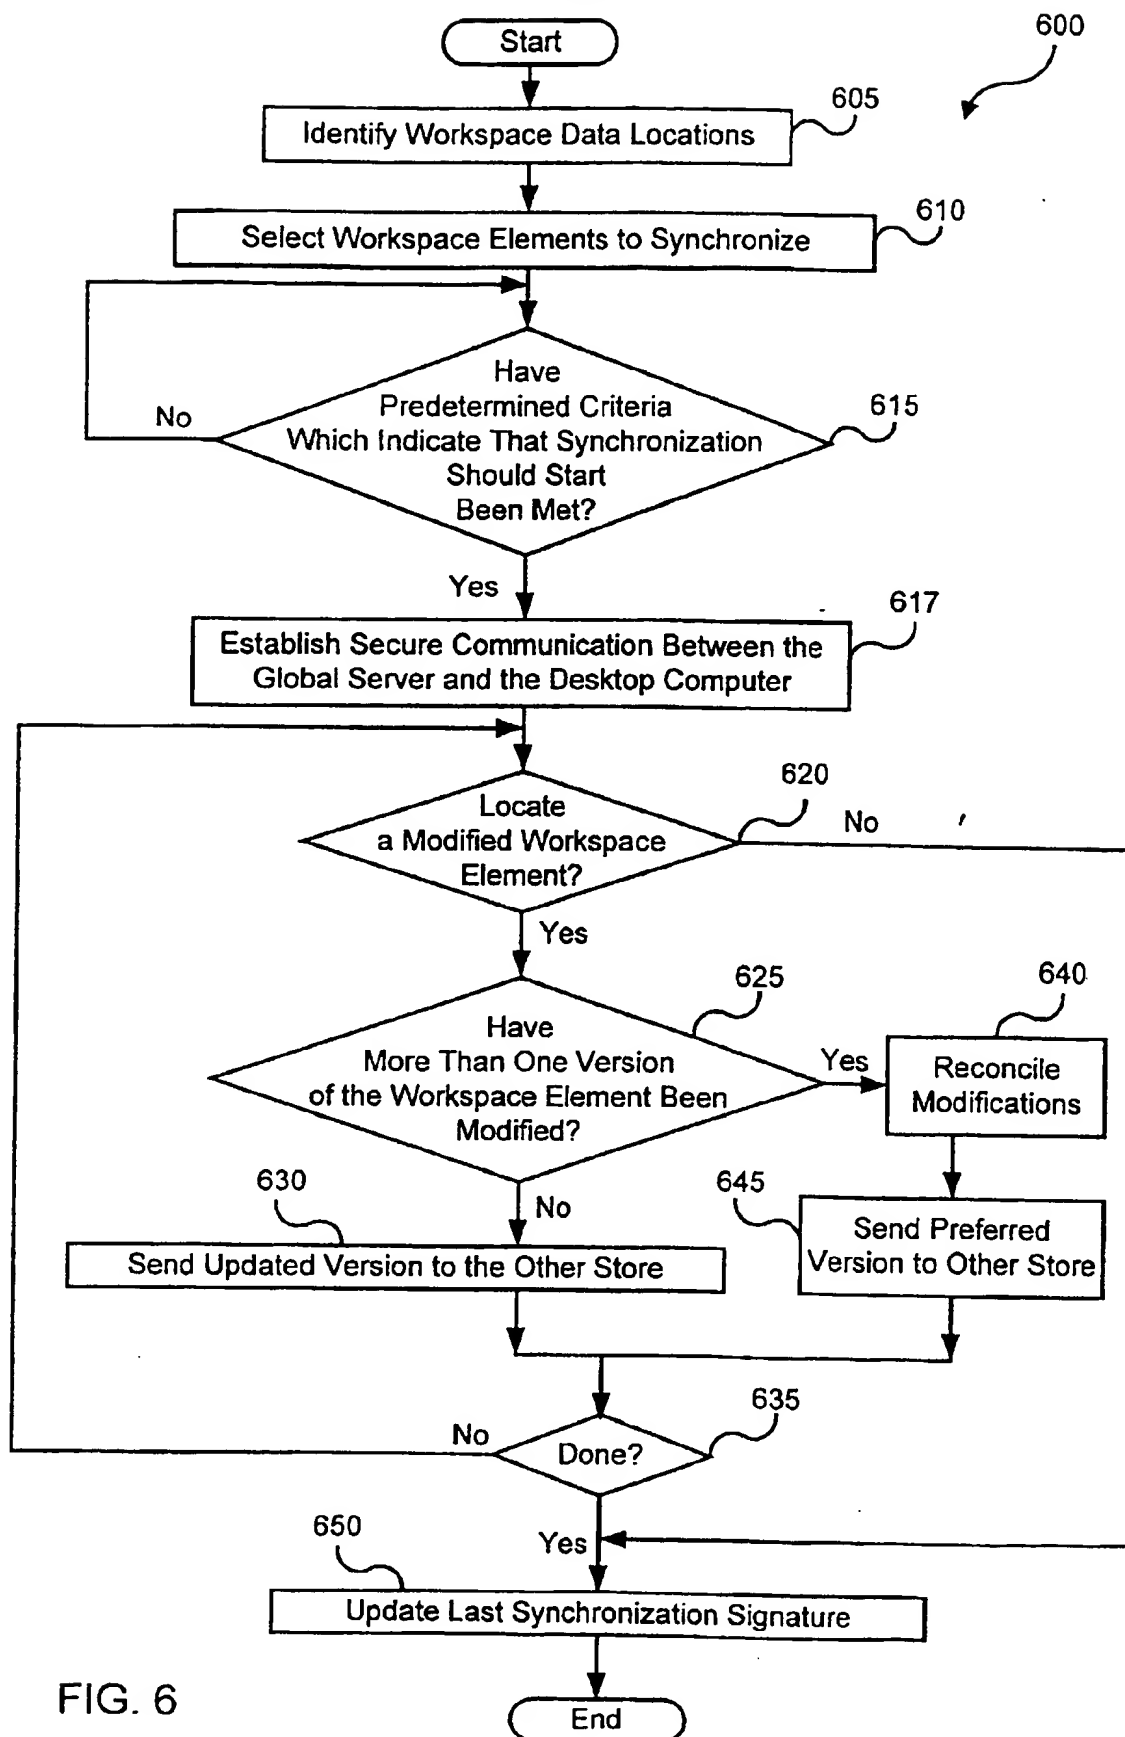 600
Start
605
Identify Workspace Data Locations
610
Select Workspace Elements to Synchronize
Have
Predetermined Criteria
Which Indicate That Synchronization
Should Start
Been Met?
615
No
Yes
617
Establish Secure Communication Between the
Global Server and the Desktop Computer
620
Locate
a Modified Workspace
Element?
No
Yes
625
Have
More Than One Version
of the Workspace Element Been
Modified?
Yes
640
Reconcile
Modifications
630
No
645
Send Updated Version to the Other Store
Send Preferred
Version to Other Store
635
No
Done?
650
Yes
Update Last Synchronization Signature
FIG. 6
End